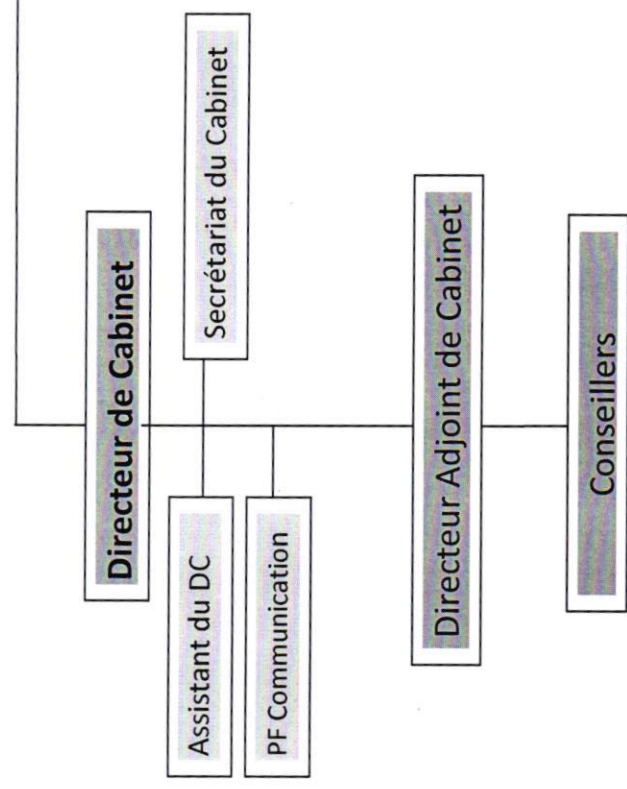 Directeur de Cabinet
Assistant du DC
Secrétariat du Cabinet
PF Communication
Directeur Adjoint de Cabinet
Conseillers